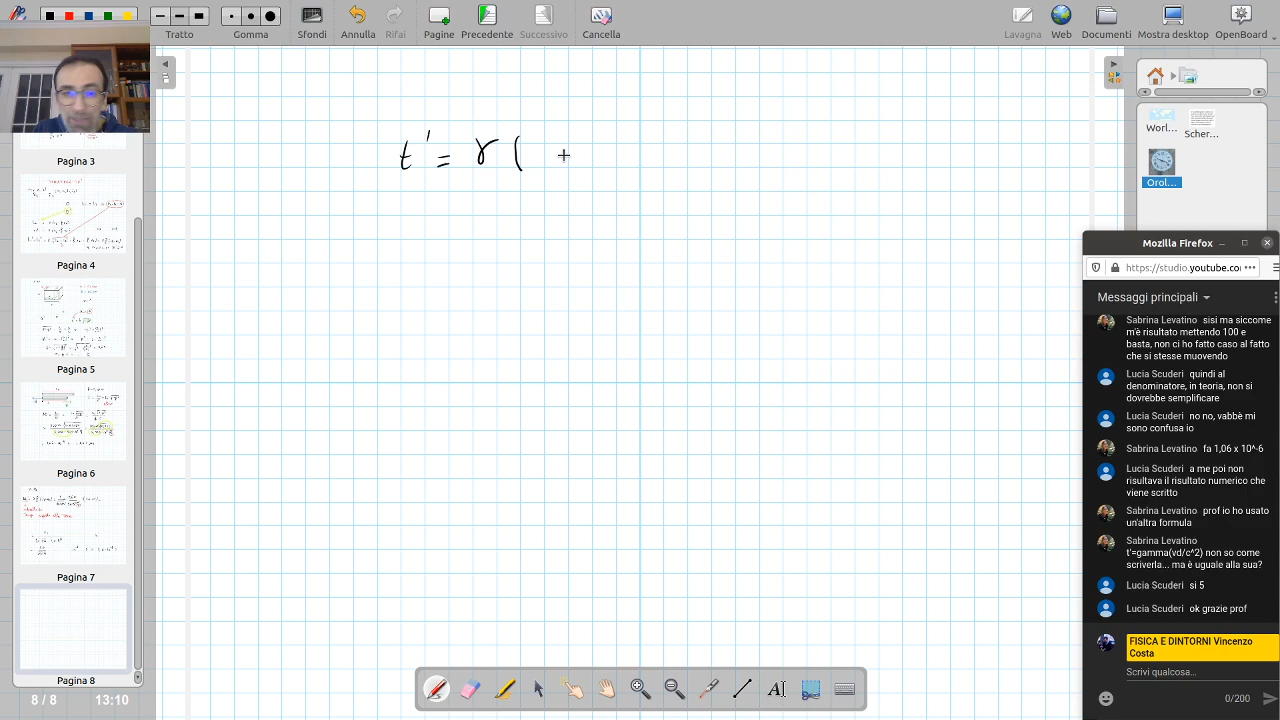 Tratto
Gomma
Sfondi
Annulla
Rifai
Pagine
Precedente
Successivo
Cancella
Lavagna
Web
Documenti
Mostra desktop
OpenBoard
t' = γ (
Pagina 3
Pagina 4
Pagina 5
Pagina 6
Pagina 7
Pagina 8
8 / 8 13:10
Worl...
Scher...
Orol...
Mozilla Firefox
https://studio.youtube.co
Messaggi principali
Sabrina Levatino sisi ma siccome
m'è risultato mettendo 100 e
basta, non ci ho fatto caso al fatto
che si stesse muovendo
Lucia Scuderi quindi al
denominatore, in teoria, non si
dovrebbe semplificare
Lucia Scuderi no no, vabbè mi
sono confusa io
Sabrina Levatino fa 1,06 x 10^-6
Lucia Scuderi a me poi non
risultava il risultato numerico che
viene scritto
Sabrina Levatino prof io ho usato
un'altra formula
Sabrina Levatino
t'=gamma(vd/c^2) non so come
scriverla... ma è uguale alla sua?
Lucia Scuderi si 5
Lucia Scuderi ok grazie prof
FISICA E DINTORNI Vincenzo
Costa
Scrivi qualcosa...
0/200